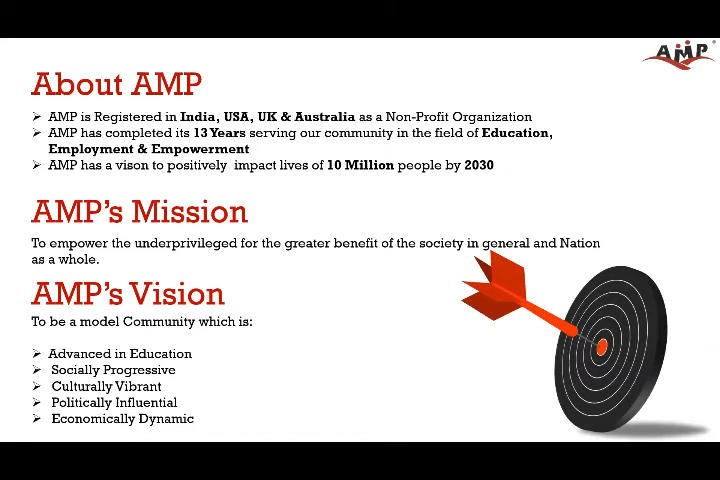 AMP
About AMP
AMP is Registered in India, USA, UK & Australia as a Non-Profit Organization
AMP has completed its 13 Years serving our community in the field of Education,
Employment & Empowerment
AMP has a vison to positively impact lives of 10 Million people by 2030
AMP's Mission
To empower the underprivileged for the greater benefit of the society in general and Nation
as a whole.
AMP's Vision
To be a model Community which is:
Advanced in Education
Socially Progressive
Culturally Vibrant
Politically Influential
Economically Dynamic